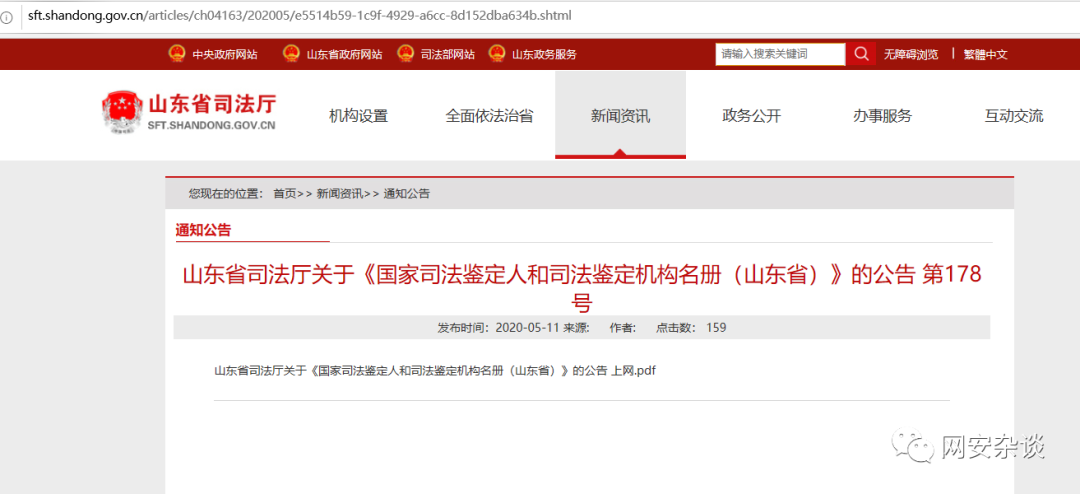 sft.shandong.gov.cn/articles/ch04163/202005/e5514b59-1c9f-4929-a6cc-8d152dba634b.shtml
中央政府网站 山东省政府网站 司法部网站 山东政务服务 请输入搜索关键词 无障碍浏览 | 繁體中文
山东省司法厅
SFT.SHANDONG.GOV.CN
机构设置 全面依法治省 新闻资讯 政务公开 办事服务 互动交流
您现在的位置： 首页>> 新闻资讯>> 通知公告
通知公告
山东省司法厅关于《国家司法鉴定人和司法鉴定机构名册（山东省）》的公告 第178
号
发布时间：2020-05-11 来源: 作者: 点击数： 159
山东省司法厅关于《国家司法鉴定人和司法鉴定机构名册（山东省）》的公告 上网.pdf
网安杂谈